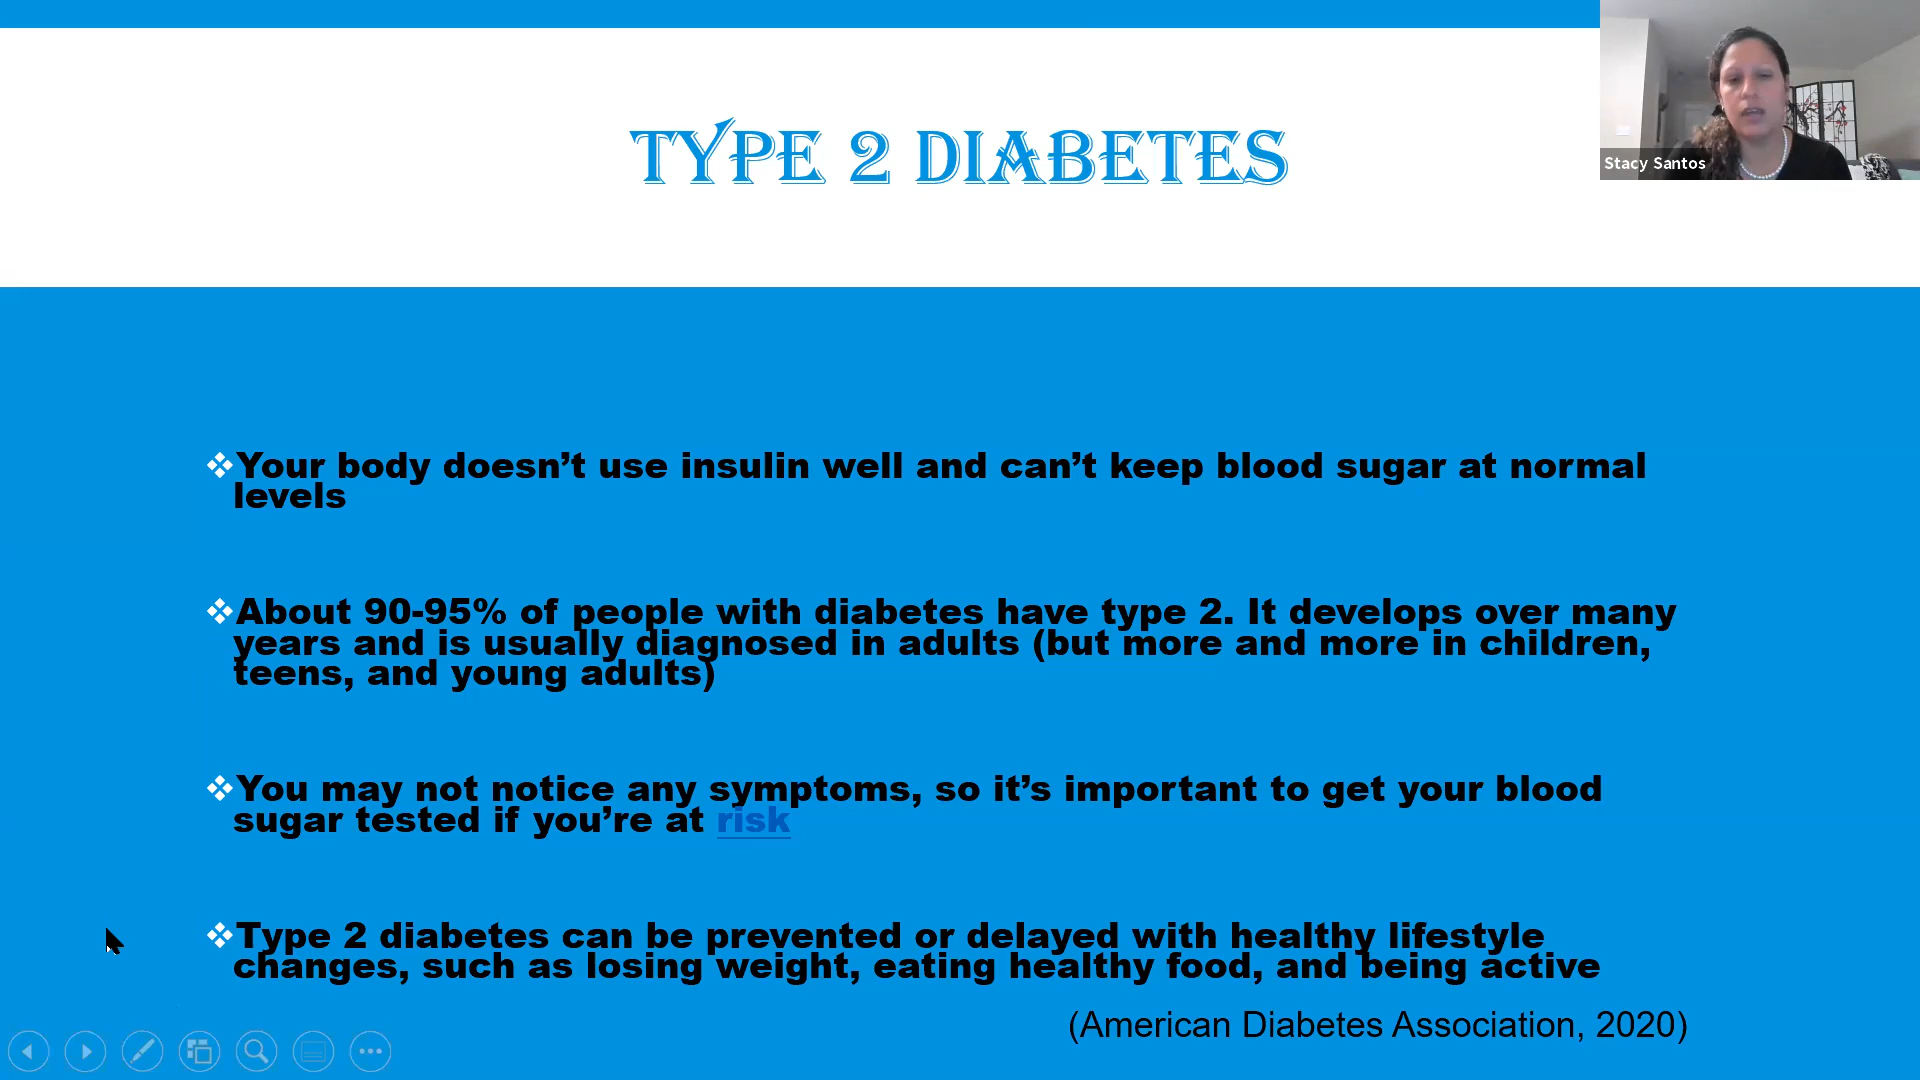 TYPE 2 DIABETES
Stacy Santos
❖Your body doesn’t use insulin well and can’t keep blood sugar at normal
levels
❖About 90-95% of people with diabetes have type 2. It develops over many
years and is usually diagnosed in adults (but more and more in children,
teens, and young adults)
❖You may not notice any symptoms, so it’s important to get your blood
sugar tested if you’re at risk
❖Type 2 diabetes can be prevented or delayed with healthy lifestyle
changes, such as losing weight, eating healthy food, and being active
(American Diabetes Association, 2020)